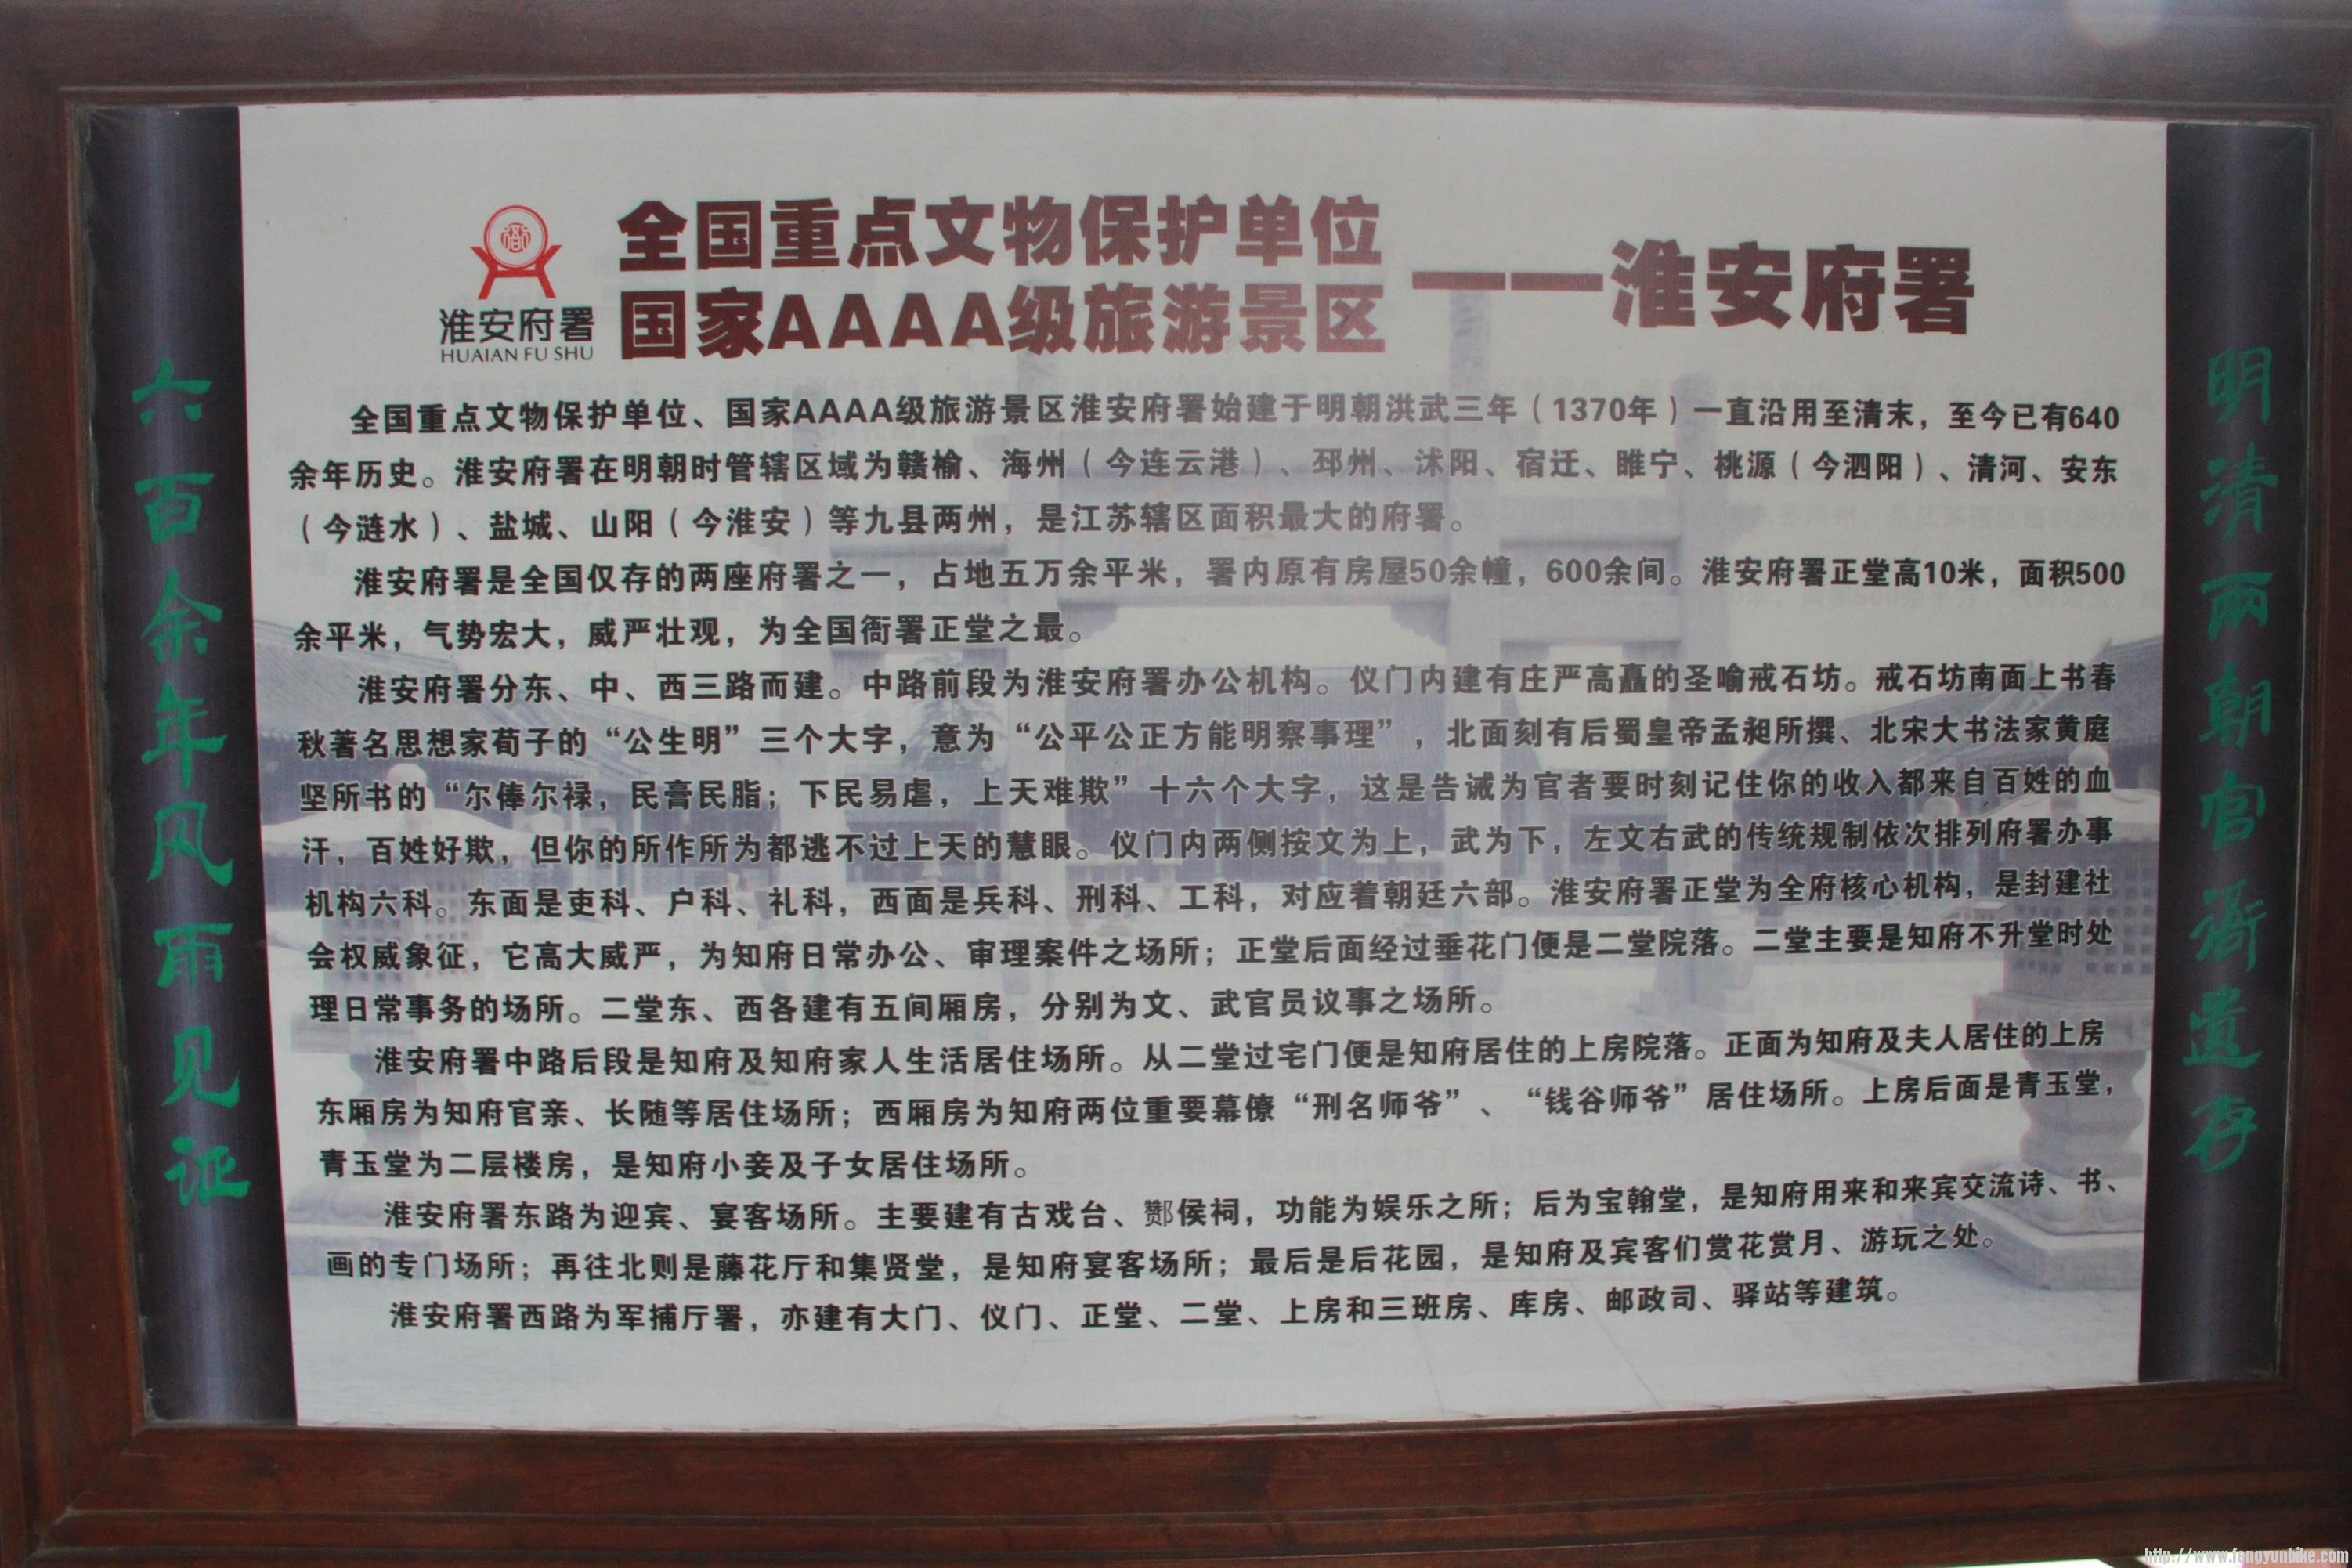 淮安府署
HUAIAN FU SHU
全国重点文物保护单位
国家AAAA级旅游景区
——淮安府署
明清两朝官衙遗存
全国重点文物保护单位、国家AAAA级旅游景区淮安府署始建于明朝洪武三年（1370年）一直沿用至清末，至今已有640
余年历史。淮安府署在明朝时管辖区域为赣榆、海州（今连云港）、邳州、沭阳、宿迁、睢宁、桃源（今泗阳）、清河、安东
（今涟水）、盐城、山阳（今淮安）等九县两州，是江苏辖区面积最大的府署。
淮安府署是全国仅存的两座府署之一，占地五万余平米，署内原有房屋50余幢，600余间。淮安府署正堂高10米，面积500
余平米，气势宏大，威严壮观，为全国衙署正堂之最。
淮安府署分东、中、西三路而建。中路前段为淮安府署办公机构。仪门内建有庄严高矗的圣喻戒石坊。戒石坊南面上书春
秋著名思想家荀子的“公生明”三个大字，意为“公平公正方能明察事理”，北面刻有后蜀皇帝孟昶所撰、北宋大书法家黄庭
坚所书的“尔俸尔禄，民膏民脂；下民易虐，上天难欺”十六个大字，这是告诫为官者要时刻记住你的收入都来自百姓的血
汗，百姓好欺，但你的所作所为都逃不过上天的慧眼。仪门内两侧按文为上，武为下，左文右武的传统规制依次排列府署办事
机构六科。东面是吏科、户科、礼科，西面是兵科、刑科、工科，对应着朝廷六部。淮安府署正堂为全府核心机构，是封建社
会权威象征，它高大威严，为知府日常办公、审理案件之场所；正堂后面经过垂花门便是二堂院落。二堂主要是知府不升堂时处
理日常事务的场所。二堂东、西各建有五间厢房，分别为文、武官员议事之场所。
淮安府署中路后段是知府及知府家人生活居住场所。从二堂过宅门便是知府居住的上房院落。正面为知府及夫人居住的上房
东厢房为知府官亲、长随等居住场所；西厢房为知府两位重要幕僚“刑名师爷”、“钱谷师爷”居住场所。上房后面是青玉堂，
青玉堂为二层楼房，是知府小妾及子女居住场所。
淮安府署东路为迎宾、宴客场所。主要建有古戏台、酂侯祠，功能为娱乐之所；后为宝翰堂，是知府用来和来宾交流诗、书、
画的专门场所；再往北则是藤花厅和集贤堂，是知府宴客场所；最后是后花园，是知府及宾客们赏花赏月、游玩之处。
淮安府署西路为军捕厅署，亦建有大门、仪门、正堂、二堂、上房和三班房、库房、邮政司、驿站等建筑。
六百余年风雨见证
http://www.fengyunbike.com